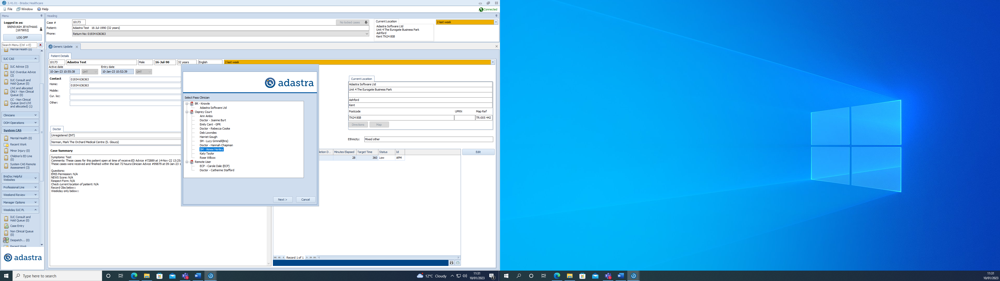 3.41.01 - Brisdoc Healthcare
File Window Help
Connected
Menu
Logged in as:
SRENIVASH JEYATHAAS
[1875852]
LOG OFF
Search Menu (Ctrl + E) X
Mental Health (0)
IUC CAS
IUC Advice (3)
IUC Overdue Advice
(2)
IUC Consult and
Hold Queue (0)
LIVI and allocated
ONLY - Non Clinical
Queue (0)
CC - Non Clinical
Queue (excl LIVI
and allocated) (1)
Clinicians
OOH Operations
System CAS
Mental Health (0)
Recent Work
Minor Injury (0)
Children's ED Line
(0)
System CAS Remote
Assessment (3)
BrisDoc Helpful
Websites
Professional Line
Weekend Review
Manager Options
Weekday IUC PL
IUC Consult and
Hold Queue (0)
Case Entry
Non Clinical Queue
(0)
Despatch... (0)
Recent Work
adastra
Heading
Case # 10173
No locked cases
Patient: Adastra Test 16-Jul-1990 (32 years)
Phone: Return No: 01934 636363
Current Location
Adastra Software Ltd
Unit 4 The Eurogate Business Park
Ashford
Kent TN24 8SB
2 last week
Generic Update
Patient Details
10173 Adastra Test Male 16-Jul-90 32 years English 2 last week
Active date Entry date
10-Jan-23 10:55:38 GMT 10-Jan-23 10:52:39 GMT
Contact 01934 636363
Home: 01934 636363
Mobile:
Cur. loc:
Other:
Doctor
Unregistered (INT)
Norman, Mark The Orchard Medical Centre (S. Gloucs)
Case Summary
Symptoms: Test
Comments: These cases for this patient open at time of receive:ED Advice #72889 at 14-Nov-22 13:25:
These cases were received and finished within the last 72 hours:Clinician Advice #99879 at 09-Jan-23 1
Questions:
EMIS Permission: N/A
NEWS Score: N/A
Respect Form: N/A
Check current location of patient: N/A
Record Obs below::
Weekday only below::
adastra
Select Pass Clinician
BR - Knowle
Adastra Software Ltd
Osprey Court
Ann Ambo
Doctor - Joanne Burt
Emily Cant - GPR
Doctor - Rebecca Cooke
Deb Lowndes
Harriet Gough
SM - Lucy Grinnell(Bris)
Doctor - Hannah Chapman
SM - Aimee Henley
Katy Taylor
Rose Willcox
Remote User
ECP - Carole Dale (ECP)
Doctor - Catherine Stafford
Next > Cancel
Current Location
Adastra Software Ltd
Unit 4 The Eurogate Business Park
Ashford
Kent
Postcode UPRN Map Ref
TN24 8SB TR:005 442
Directions Map
Ethnicity: Mixed other
letion D... Minutes Elapsed Target Time Status Id
28 360 Low APM
Edit
Record 1 of 1
Type here to search
12°C Cloudy
11:31
10/01/2023
11:31
10/01/2023